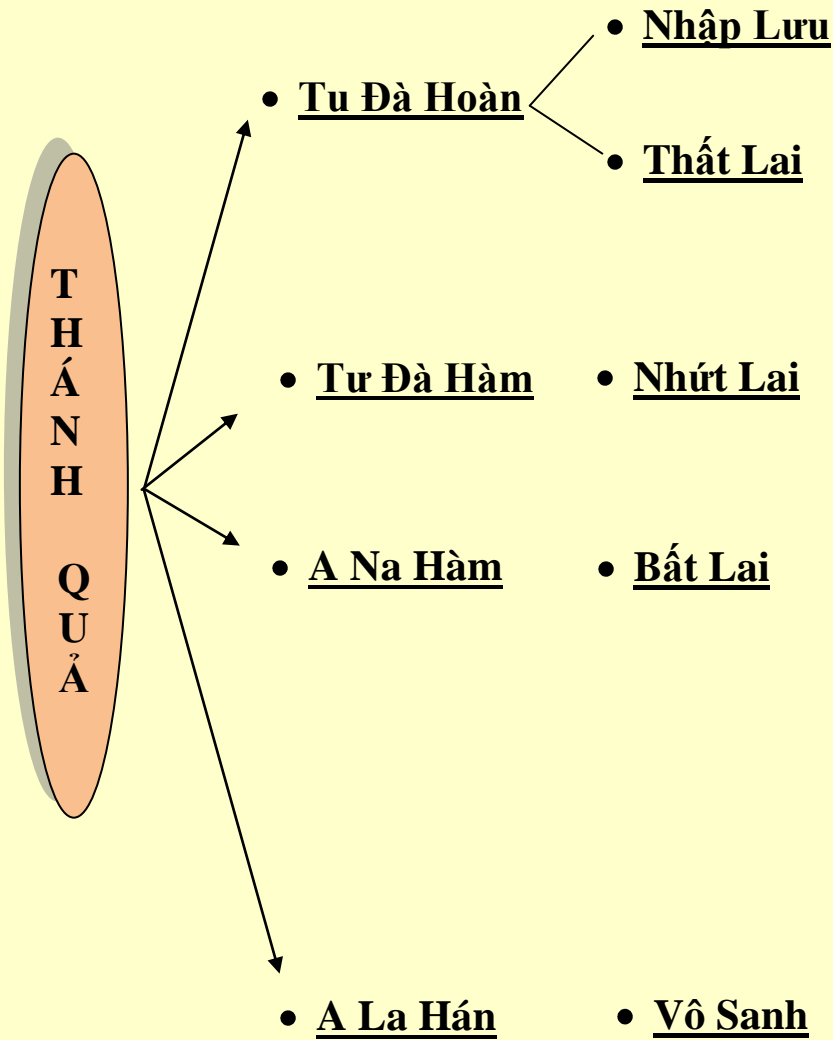 • Nhập Lưu
• Tu Đà Hoàn
• Thất Lai
THÁNH QUẢ
• Tư Đà Hàm • Nhứt Lai
• A Na Hàm • Bất Lai
• A La Hán • Vô Sanh